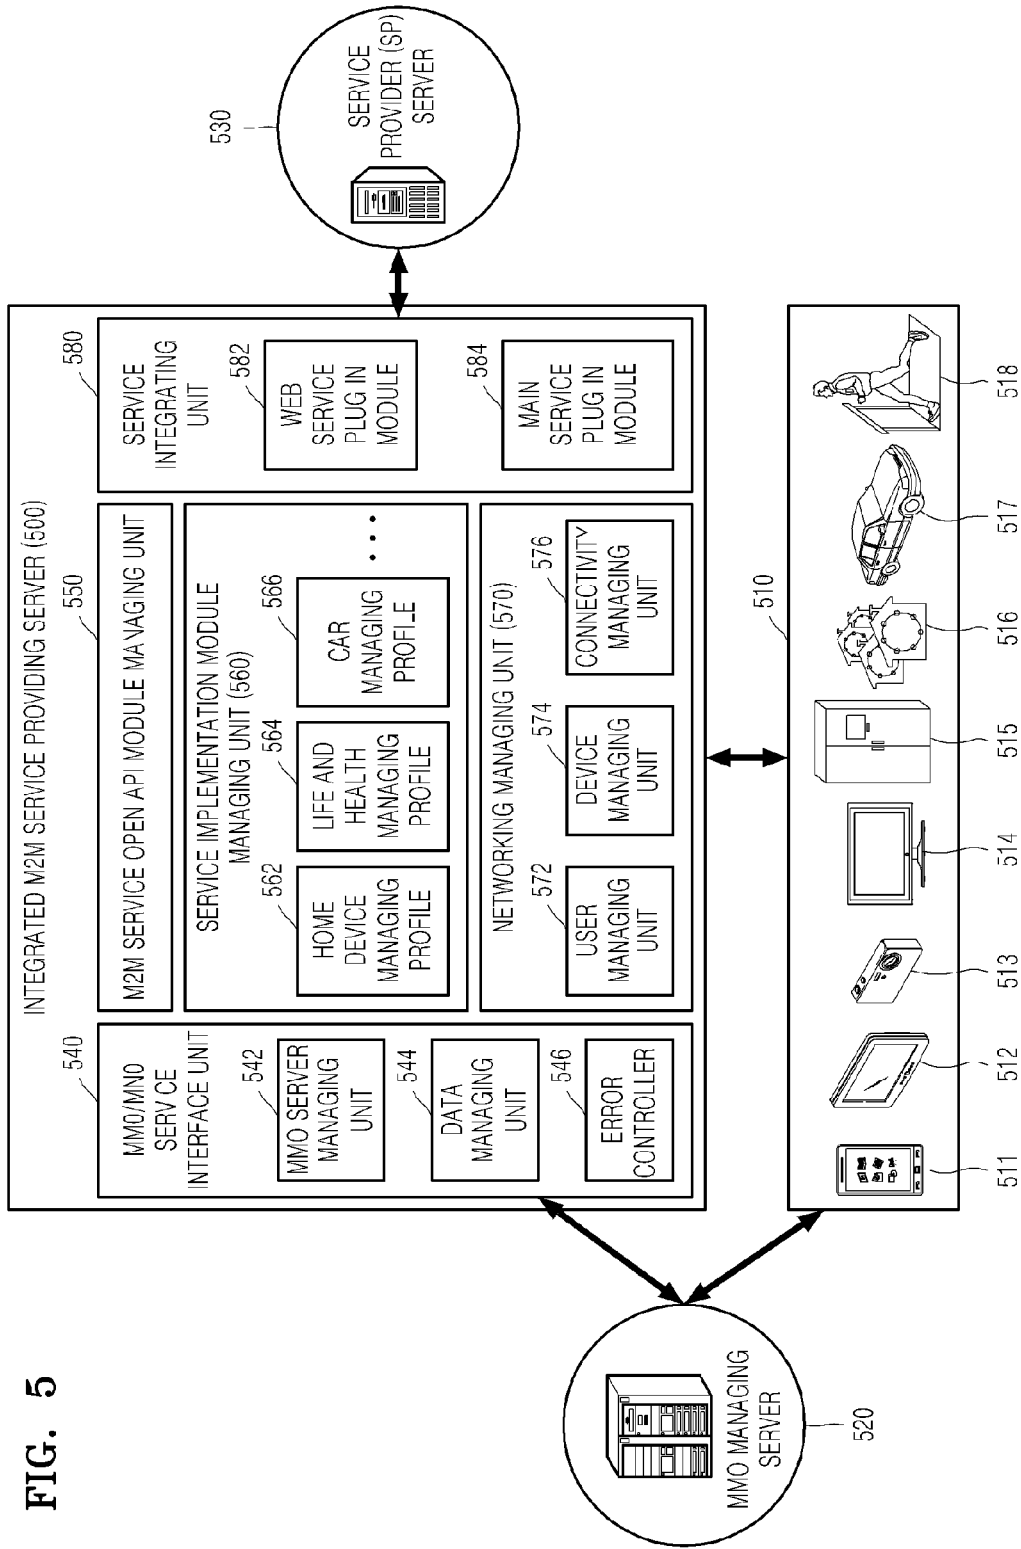 FIG. 5
INTEGRATED M2M SERVICE PROVIDING SERVER (500)
540
MMO/MNO
SERVICE
INTERFACE UNIT
542
MMO SERVER
MANAGING
UNIT
544
DATA
MANAGING
UNIT
546
ERROR
CONTROLLER
550
M2M SERVICE OPEN API MODULE MANAGING UNIT
SERVICE IMPLEMENTATION MODULE
MANAGING UNIT (560)
562
HOME
DEVICE
MANAGING
PROFILE
564
LIFE AND
HEALTH
MANAGING
PROFILE
566
CAR
MANAGING
PROFILE
• • •
NETWORKING MANAGING UNIT (570)
572
USER
MANAGING
UNIT
574
DEVICE
MANAGING
UNIT
576
CONNECTIVITY
MANAGING
UNIT
580
SERVICE
INTEGRATING
UNIT
582
WEB
SERVICE
PLUG IN
MODULE
584
MAIN
SERVICE
PLUG IN
MODULE
530
SERVICE
PROVIDER (SP)
SERVER
MMO MANAGING
SERVER
520
510
511
512
513
514
515
516
517
518